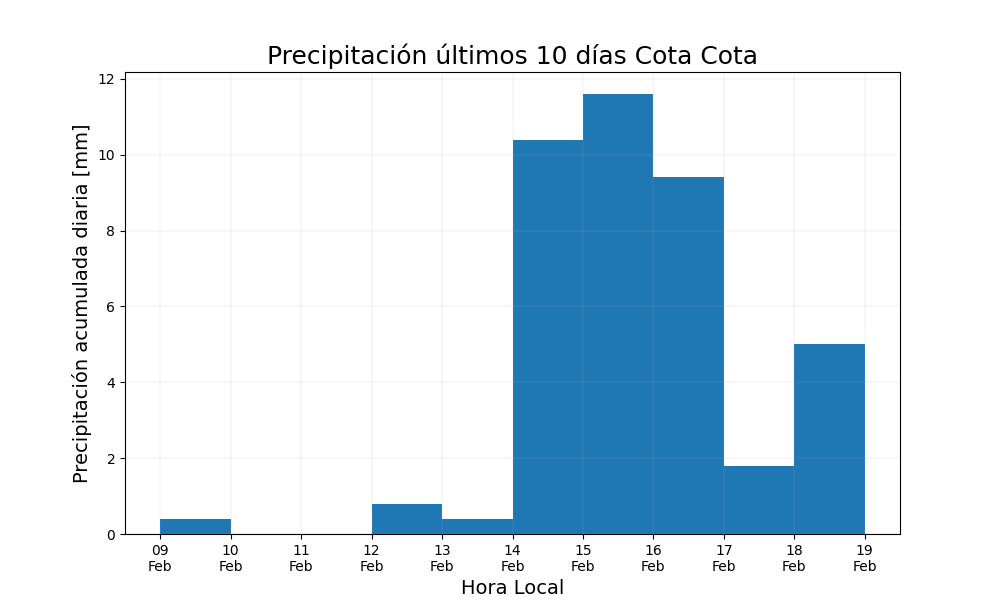 Precipitación últimos 10 días Cota Cota
Precipitación acumulada diaria [mm]
12
10
8
6
4
2
0
09 10 11 12 13 14 15 16 17 18 19
Feb Feb Feb Feb Feb Feb Feb Feb Feb Feb Feb
Hora Local